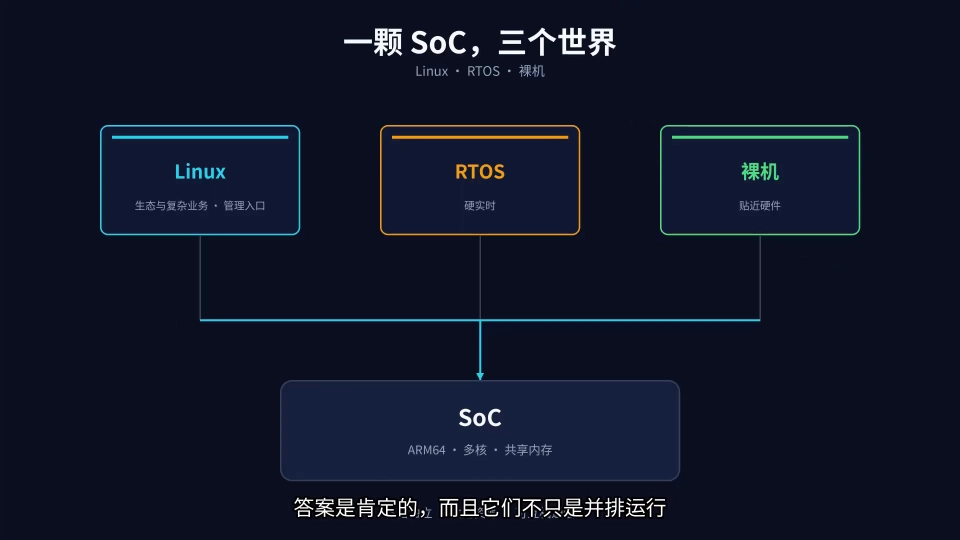 一颗 SoC，三个世界
Linux · RTOS · 裸机
Linux
生态与复杂业务 · 管理入口
RTOS
硬实时
裸机
贴近硬件
SoC
ARM64 · 多核 · 共享内存
答案是肯定的，而且它们不只是并排运行